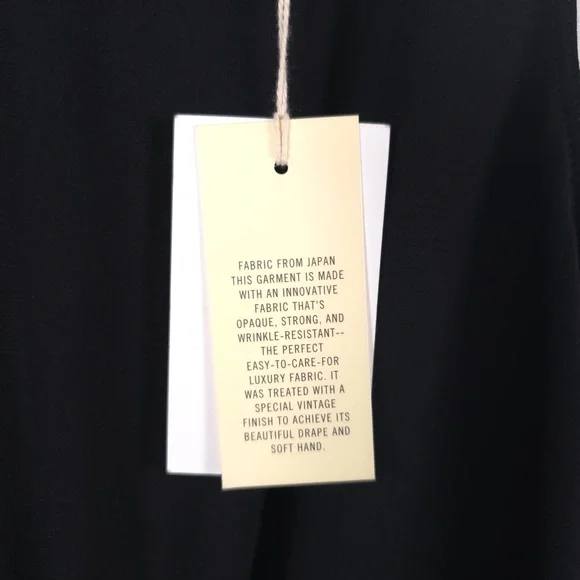 FABRIC FROM JAPAN
THIS GARMENT IS MADE
WITH AN INNOVATIVE
FABRIC THAT'S
OPAQUE, STRONG, AND
WRINKLE-RESISTANT--
THE PERFECT
EASY-TO-CARE-FOR
LUXURY FABRIC. IT
WAS TREATED WITH A
SPECIAL VINTAGE
FINISH TO ACHIEVE ITS
BEAUTIFUL DRAPE AND
SOFT HAND.